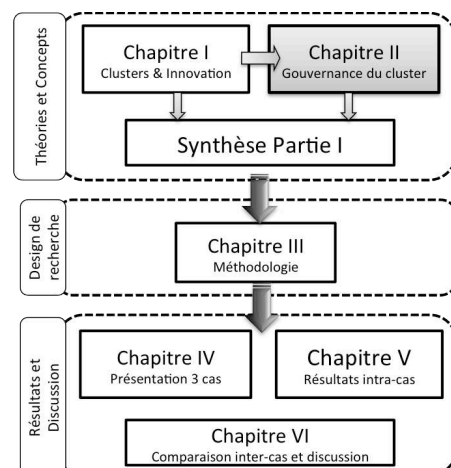 Théories et Concepts
Chapitre I
Clusters & Innovation
Chapitre II
Gouvernance du cluster
Synthèse Partie I
Design de
recherche
Chapitre III
Méthodologie
Résultats et
Discussion
Chapitre IV
Présentation 3 cas
Chapitre V
Résultats intra-cas
Chapitre VI
Comparaison inter-cas et discussion